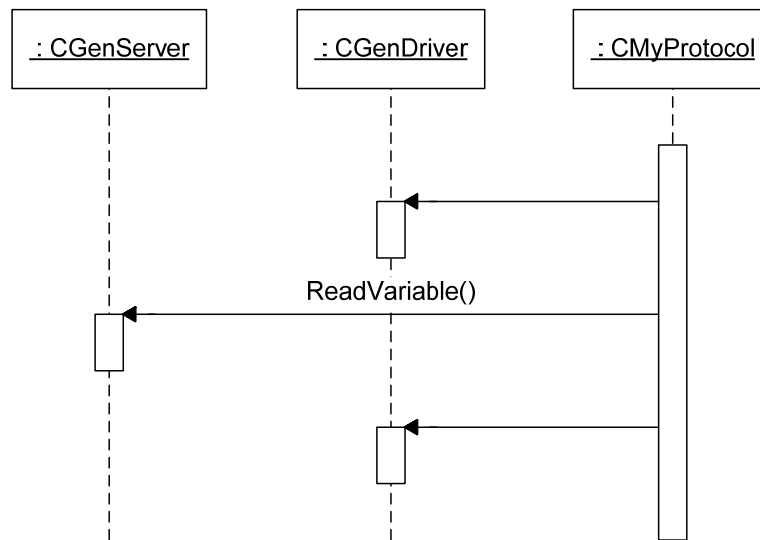 : CGenServer
: CGenDriver
: CMyProtocol
ReadVariable()